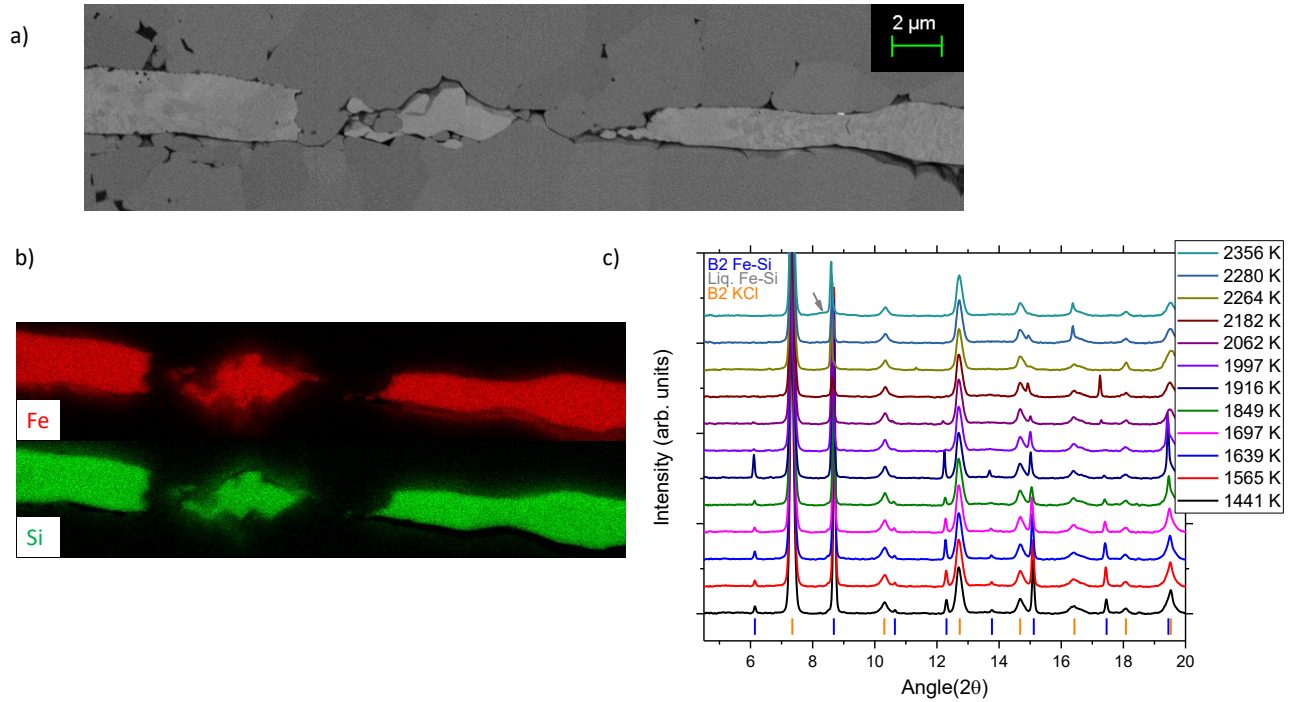 a)
2 µm
b)
Fe
Si
c)
B2 Fe-Si
Liq. Fe-Si
B2 KCl
2356 K
2280 K
2264 K
2182 K
2062 K
1997 K
1916 K
1849 K
1697 K
1639 K
1565 K
1441 K
Intensity (arb. units)
6 8 10 12 14 16 18 20
Angle(2θ)